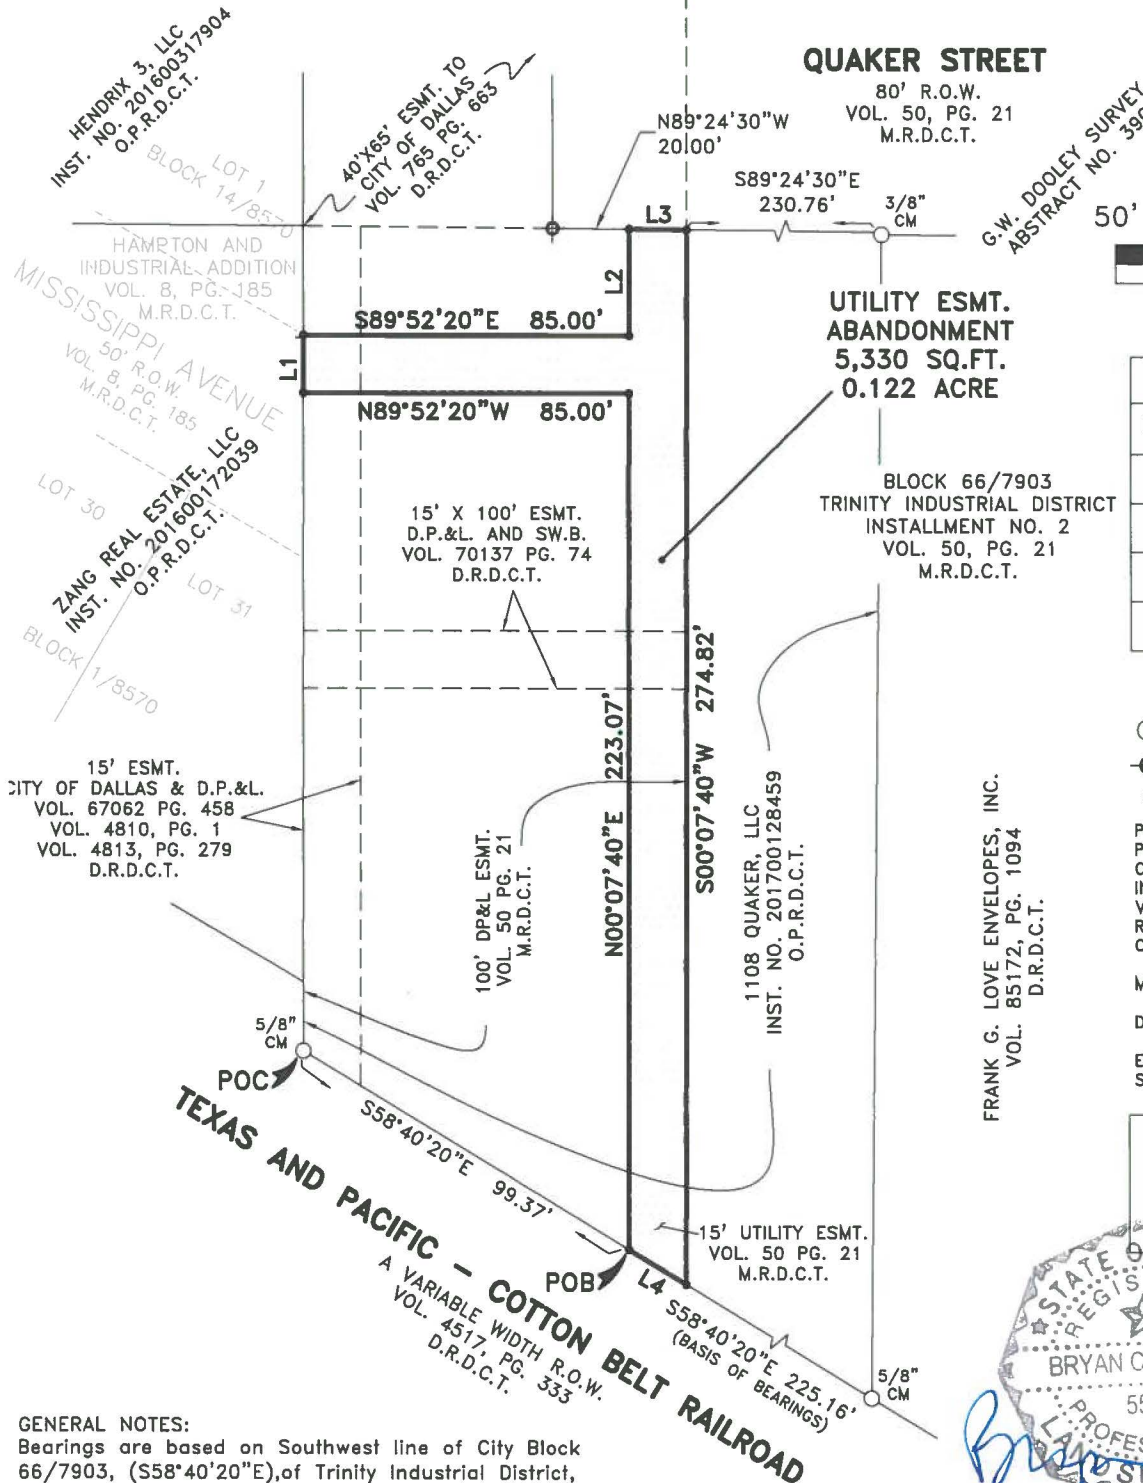 HENDRIX 3, LLC
INST. NO. 201600317904
O.P.R.D.C.T.
40'X65' ESMT. TO
CITY OF DALLAS
VOL. 765 PG. 663
D.R.D.C.T.
QUAKER STREET
80' R.O.W.
VOL. 50, PG. 21
M.R.D.C.T.
N89°24'30"W
20.00'
S89°24'30"E
230.76'
3/8"
CM
L3
G.W. DOOLEY SURVEY
ABSTRACT NO.
50'
LOT 1
BLOCK 14/8570
HAMPTON AND
INDUSTRIAL ADDITION
VOL. 8, PG. 185
M.R.D.C.T.
MISSISSIPPI AVENUE
50' R.O.W.
VOL. 8, PG. 185
M.R.D.C.T.
L2
S89°52'20"E 85.00'
L1
N89°52'20"W 85.00'
UTILITY ESMT.
ABANDONMENT
5,330 SQ.FT.
0.122 ACRE
ZANG REAL ESTATE, LLC
INST. NO. 201600172039
O.P.R.D.C.T.
LOT 30
LOT 31
BLOCK 1/8570
15' X 100' ESMT.
D.P.&L. AND SW.B.
VOL. 70137 PG. 74
D.R.D.C.T.
BLOCK 66/7903
TRINITY INDUSTRIAL DISTRICT
INSTALLMENT NO. 2
VOL. 50, PG. 21
M.R.D.C.T.
15' ESMT.
CITY OF DALLAS & D.P.&L.
VOL. 67062 PG. 458
VOL. 4810, PG. 1
VOL. 4813, PG. 279
D.R.D.C.T.
100' DP&L ESMT.
VOL. 50 PG. 21
M.R.D.C.T.
N00°07'40"E 223.07'
S00°07'40"W 274.82'
1108 QUAKER, LLC
INST. NO. 201700128459
O.P.R.D.C.T.
FRANK G. LOVE ENVELOPES, INC.
VOL. 85172, PG. 1094
D.R.D.C.T.
P
P
O
I
V
R
O
M
D
E
S
5/8"
CM
POC
S58°40'20"E 99.37'
TEXAS AND PACIFIC – COTTON BELT RAILROAD
A VARIABLE WIDTH R.O.W.
VOL. 4517, PG. 333
D.R.D.C.T.
15' UTILITY ESMT.
VOL. 50 PG. 21
M.R.D.C.T.
POB
L4
S58°40'20"E 225.16'
(BASIS OF BEARINGS)
5/8"
CM
STATE O
REGIS
BRYAN C
55
PROFES
LAND S
GENERAL NOTES:
Bearings are based on Southwest line of City Block
66/7903, (S58°40'20"E),of Trinity Industrial District,